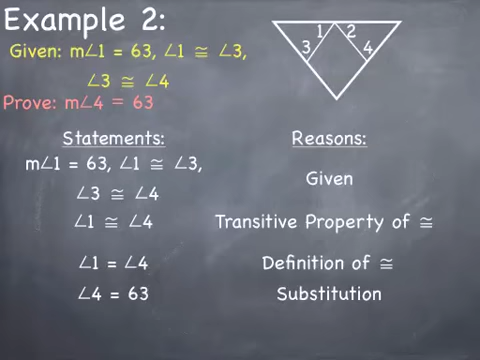 Example 2:
Given: m∠1 = 63, ∠1 ≅ ∠3,
∠3 ≅ ∠4
Prove: m∠4 = 63
1 2
3 4
Statements: Reasons:
m∠1 = 63, ∠1 ≅ ∠3,
∠3 ≅ ∠4
Given
∠1 ≅ ∠4 Transitive Property of ≅
∠1 = ∠4 Definition of ≅
∠4 = 63 Substitution